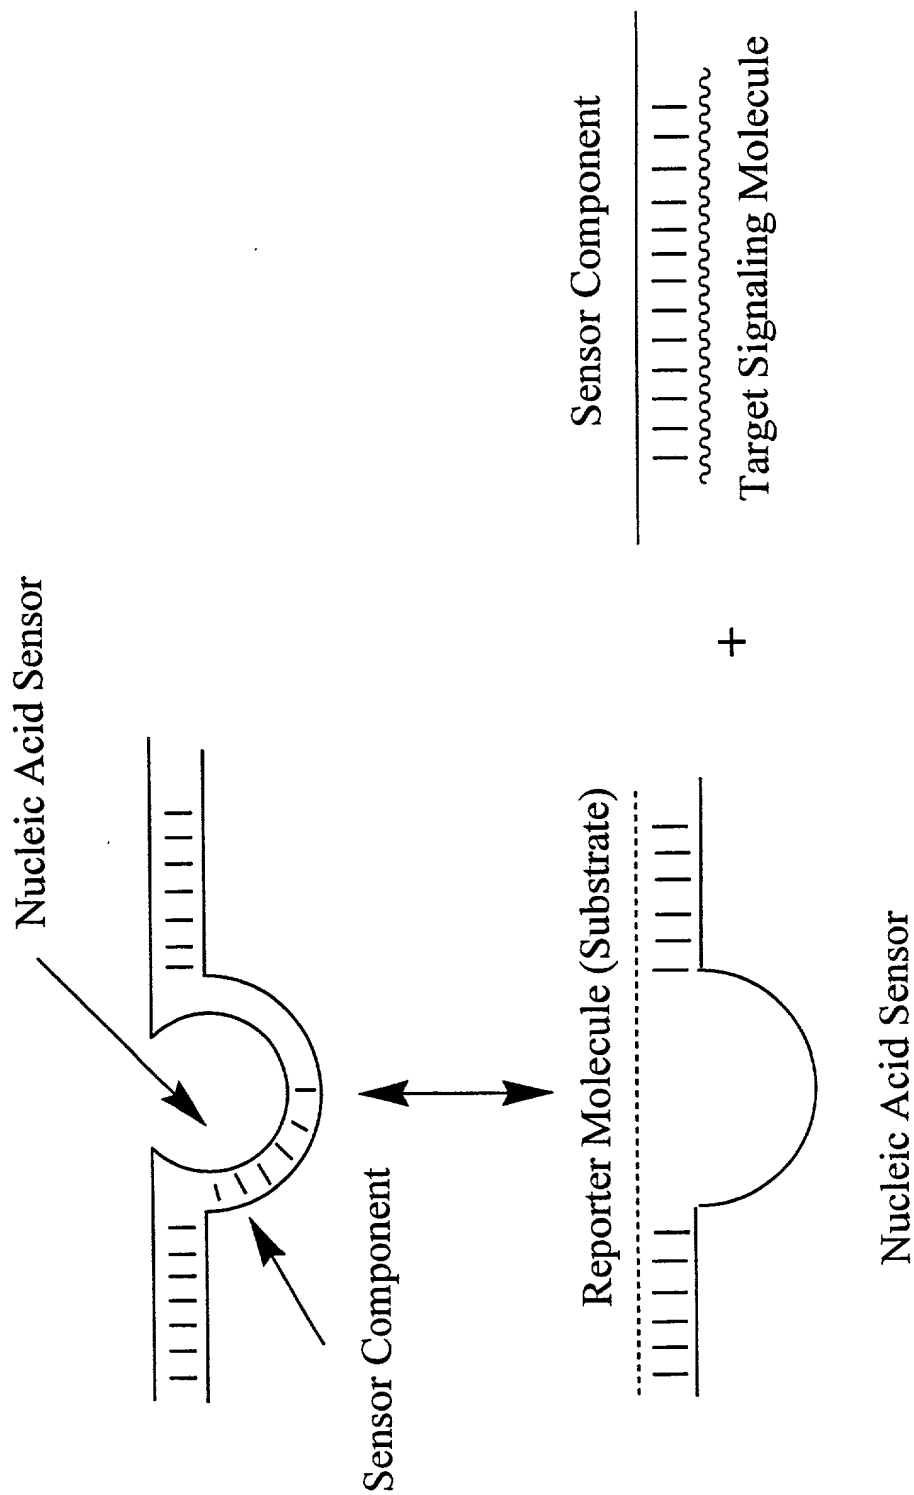 Nucleic Acid Sensor
Sensor Component
Reporter Molecule (Substrate)
Nucleic Acid Sensor
+
Sensor Component
Target Signaling Molecule